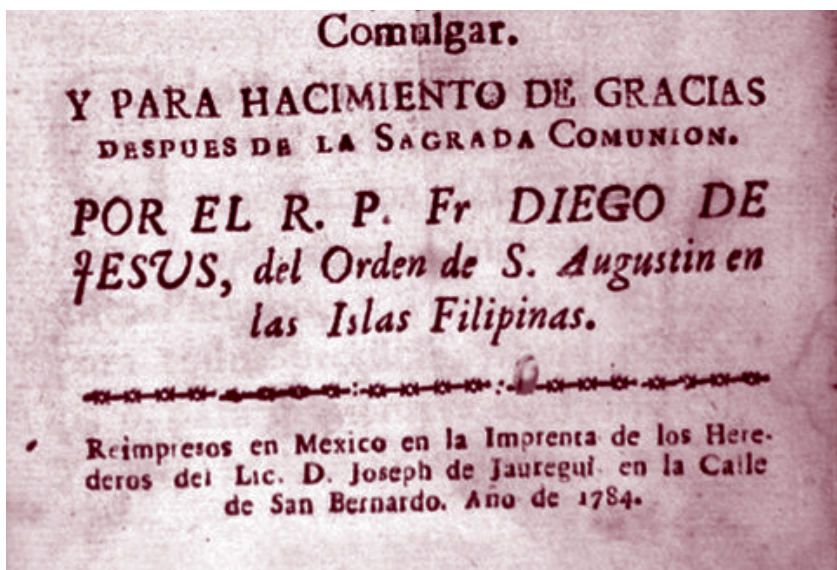 Comulgar.
Y PARA HACIMIENTO DE GRACIAS
DESPUES DE LA SAGRADA COMUNION.
POR EL R. P. Fr DIEGO DE
JESUS, del Orden de S. Augustin en
las Islas Filipinas.
Reimpresos en Mexico en la Imprenta de los Here-
deros del Lic. D. Joseph de Jauregui en la Calle
de San Bernardo. Año de 1784.